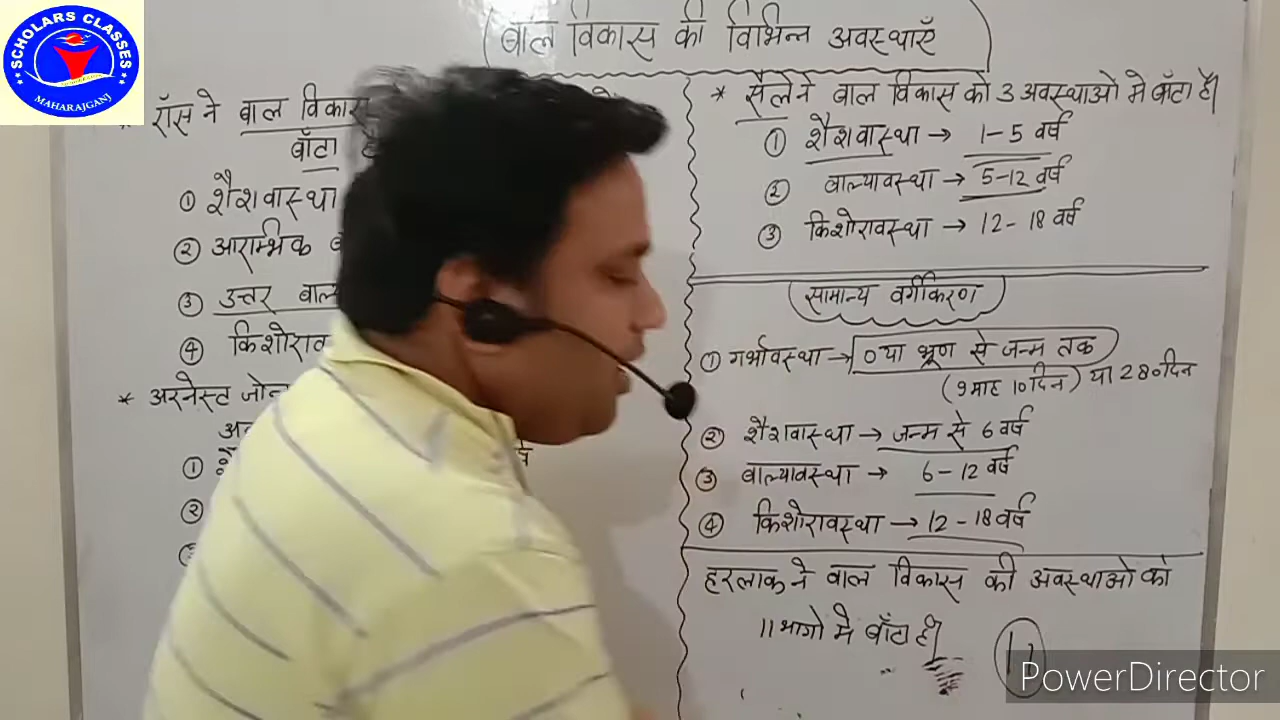 SCHOLARS CLASSES
MAHARAJGANJ
बाल विकास की विभिन्न अवस्थाएँ
* रॉस ने बाल विकास
बाँटा
① शैशवास्था
② आरम्भिक
③ उत्तर
④
* अरनेस्ट
①
②
* सैले ने बाल विकास को 3 अवस्थाओ मे बाँटा है।
① शैशवास्था → 1-5 वर्ष
② बाल्यावस्था → 5-12 वर्ष
③ किशोरावस्था → 12-18 वर्ष
सामान्य वर्गीकरण
① गर्भावस्था → 0 या भ्रूण से जन्म तक
(9 माह 10 दिन) या 280 दिन
② शैशवास्था → जन्म से 6 वर्ष
③ बाल्यावस्था → 6-12 वर्ष
④ किशोरावस्था → 12-18 वर्ष
हरलाक ने बाल विकास की अवस्थाओ को
11 भागो मे बाँटा है।
PowerDirector